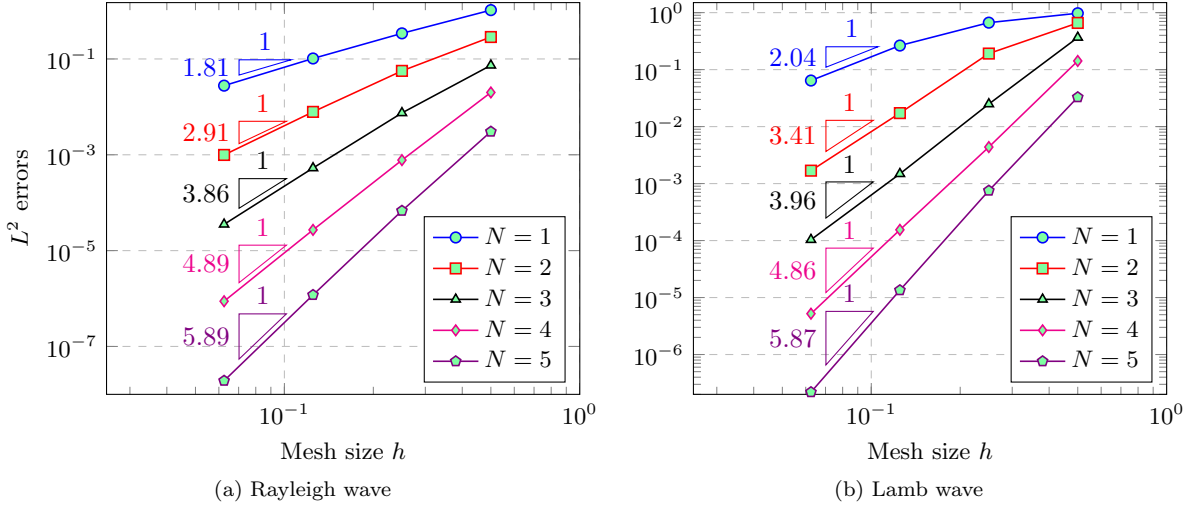 10^{-1}
10^{-3}
10^{-5}
10^{-7}
L^2 errors
1
1.81
1
2.91
1
3.86
1
4.89
1
5.89
N = 1
N = 2
N = 3
N = 4
N = 5
10^{-1}
10^0
Mesh size h
(a) Rayleigh wave
10^0
10^{-1}
10^{-2}
10^{-3}
10^{-4}
10^{-5}
10^{-6}
1
2.04
1
3.41
1
3.96
1
4.86
1
5.87
N = 1
N = 2
N = 3
N = 4
N = 5
10^{-1}
10^0
Mesh size h
(b) Lamb wave